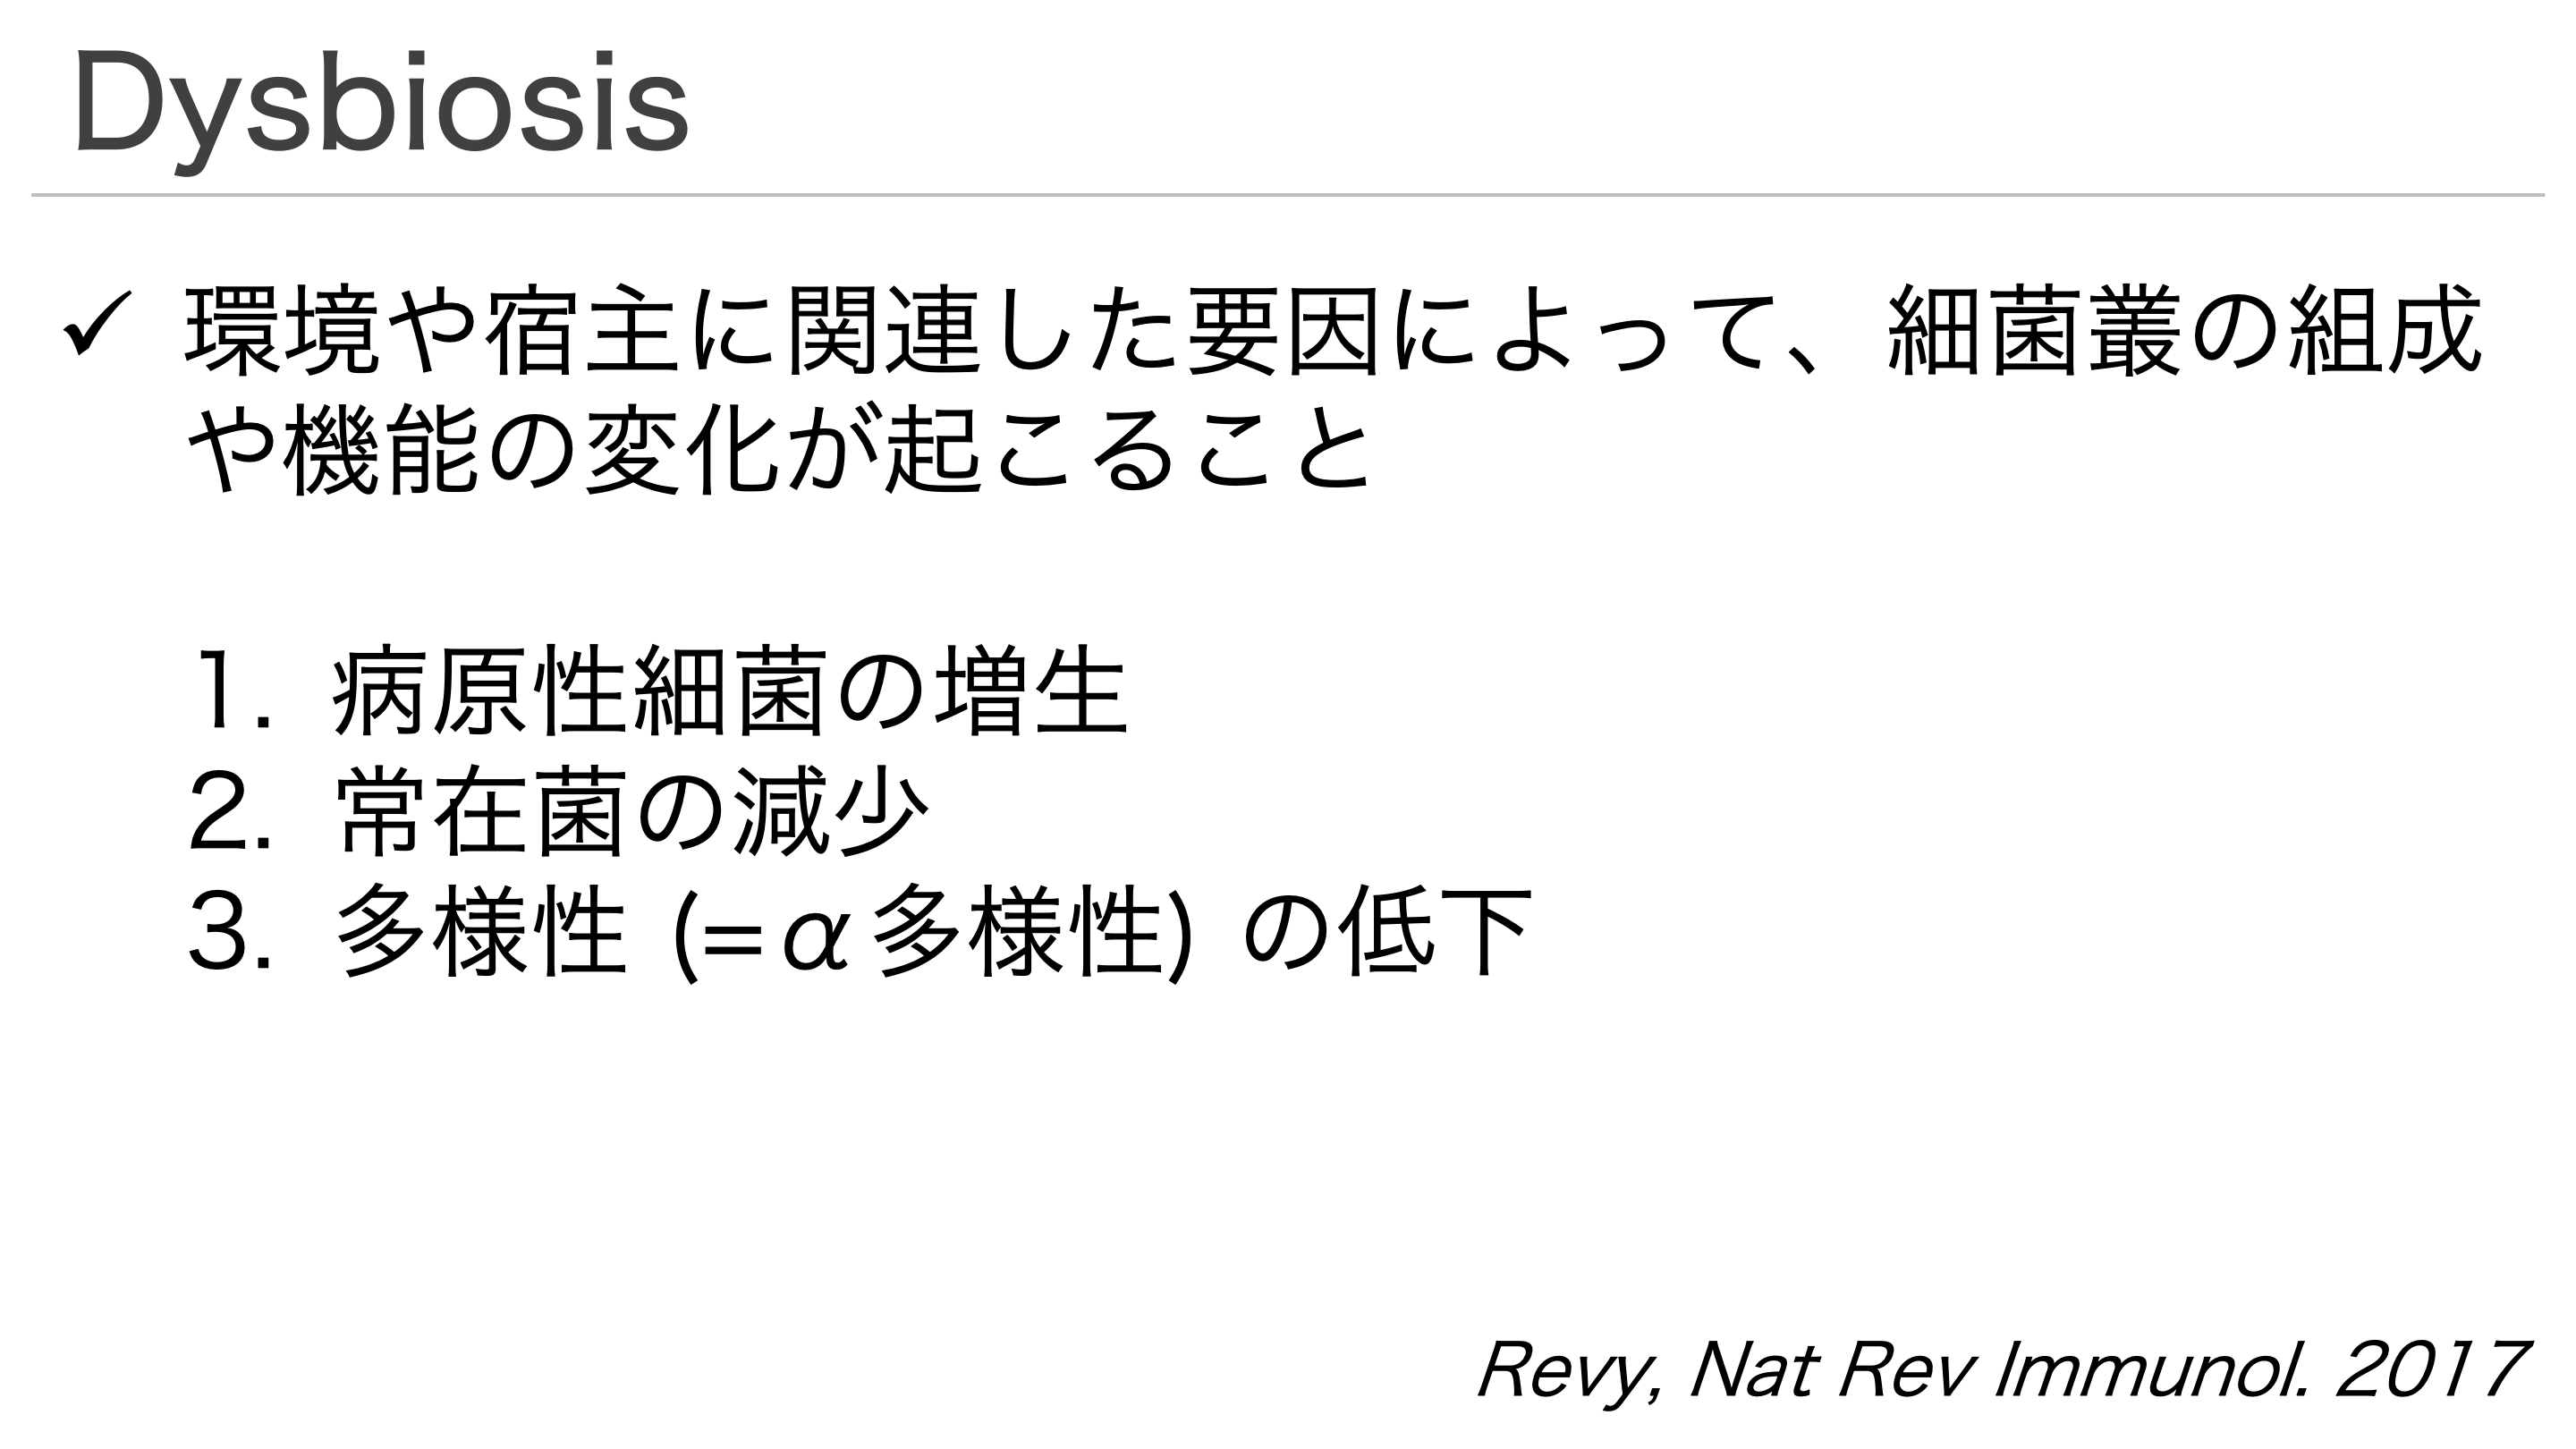 Dysbiosis
✓ 環境や宿主に関連した要因によって、細菌叢の組成
や機能の変化が起こること
1. 病原性細菌の増生
2. 常在菌の減少
3. 多様性 (=α多様性) の低下
Revy, Nat Rev Immunol. 2017